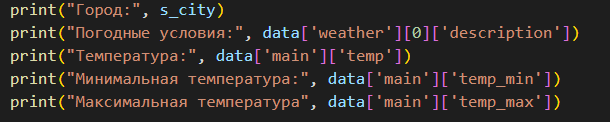 print("Город:", s_city)
print("Погодные условия:", data['weather'][0]['description'])
print("Температура:", data['main']['temp'])
print("Минимальная температура:", data['main']['temp_min'])
print("Максимальная температура", data['main']['temp_max'])